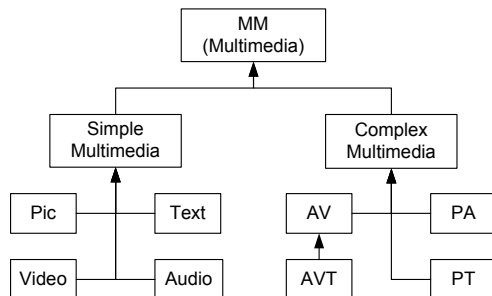 MM
(Multimedia)
Simple
Multimedia
Complex
Multimedia
Pic
Text
AV
PA
Video
Audio
AVT
PT